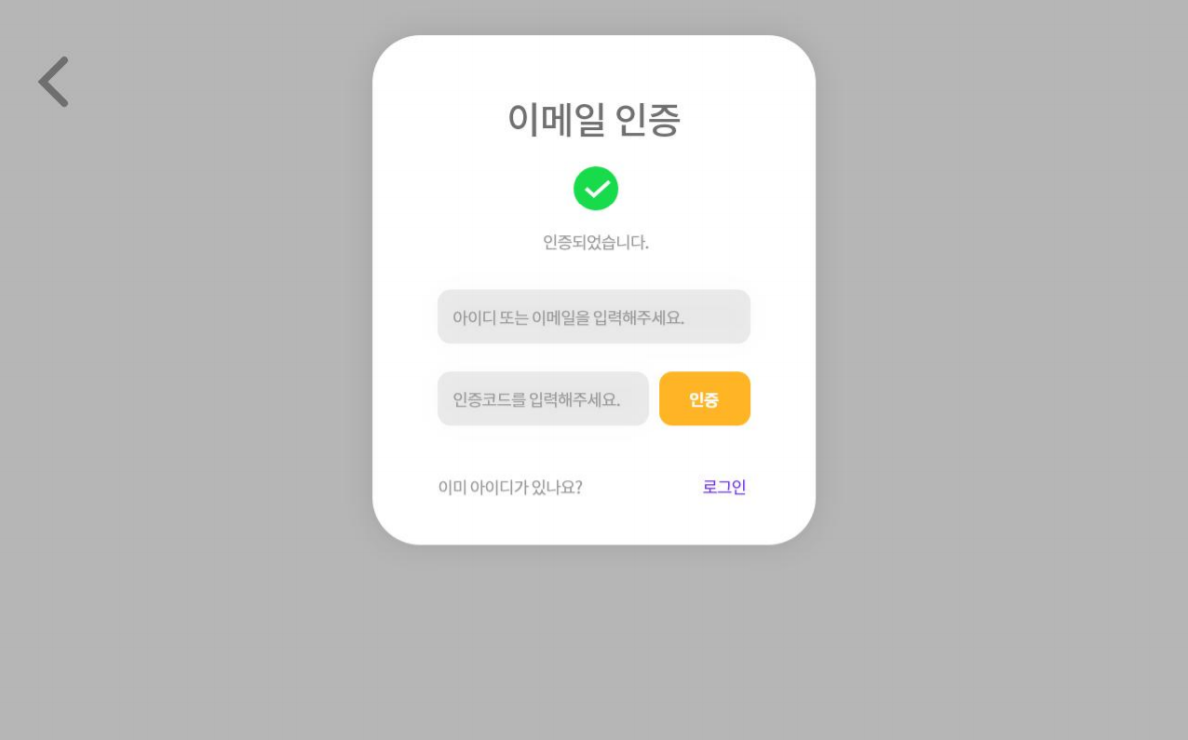 이메일 인증
인증되었습니다.
아이디 또는 이메일을 입력해주세요.
인증코드를 입력해주세요. 인증
이미 아이디가 있나요? 로그인